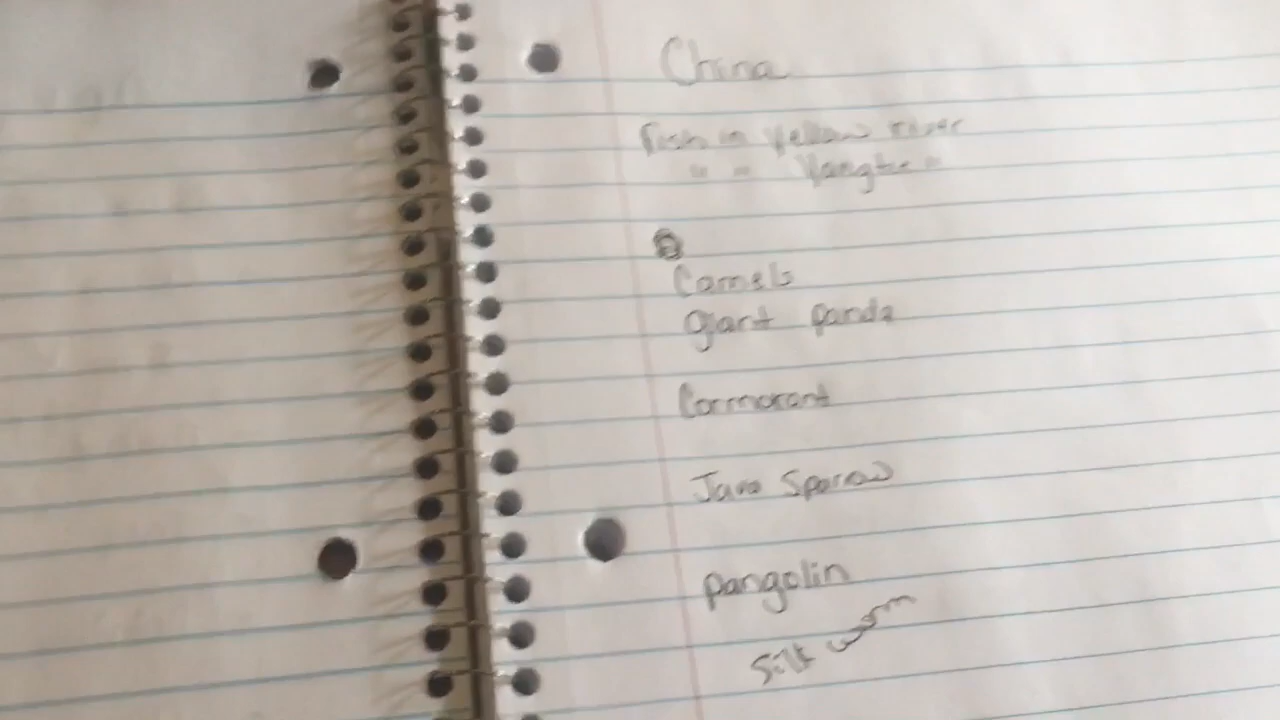 China
Fish in Yellow River
" " Yangtze "
Camels
Giant panda
Cormorant
Java Sparrow
pangolin
Silk worm